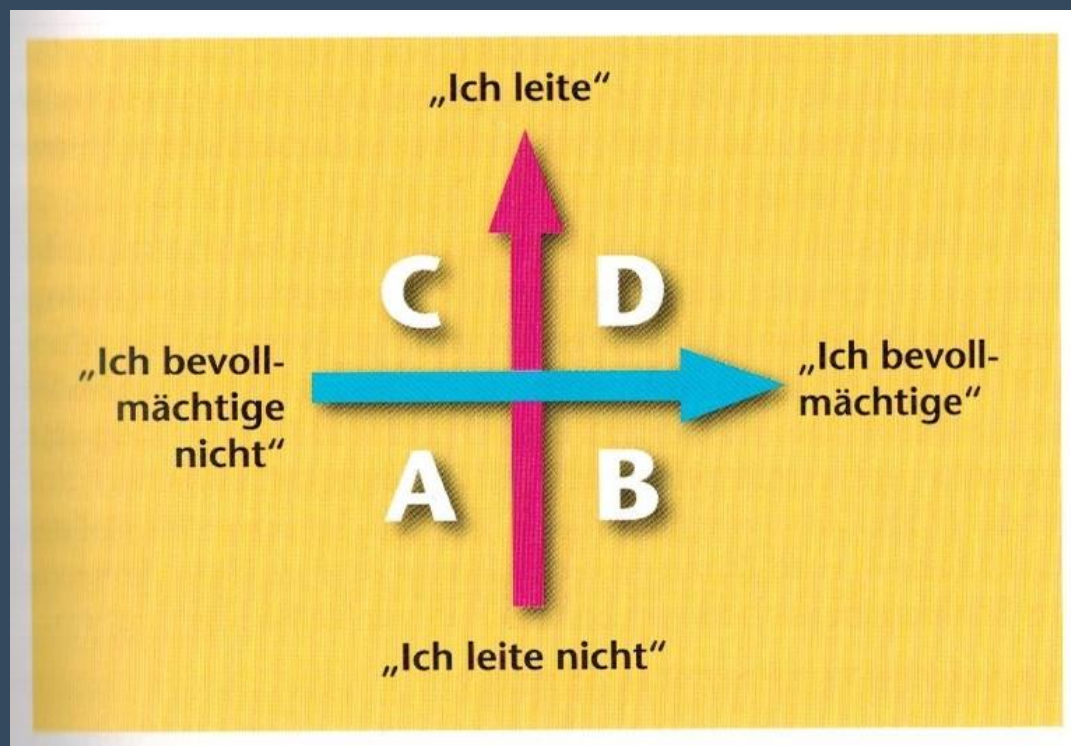 „Ich leite“
C
D
„Ich bevoll-
mächtige
nicht“
„Ich bevoll-
mächtige“
A
B
„Ich leite nicht“